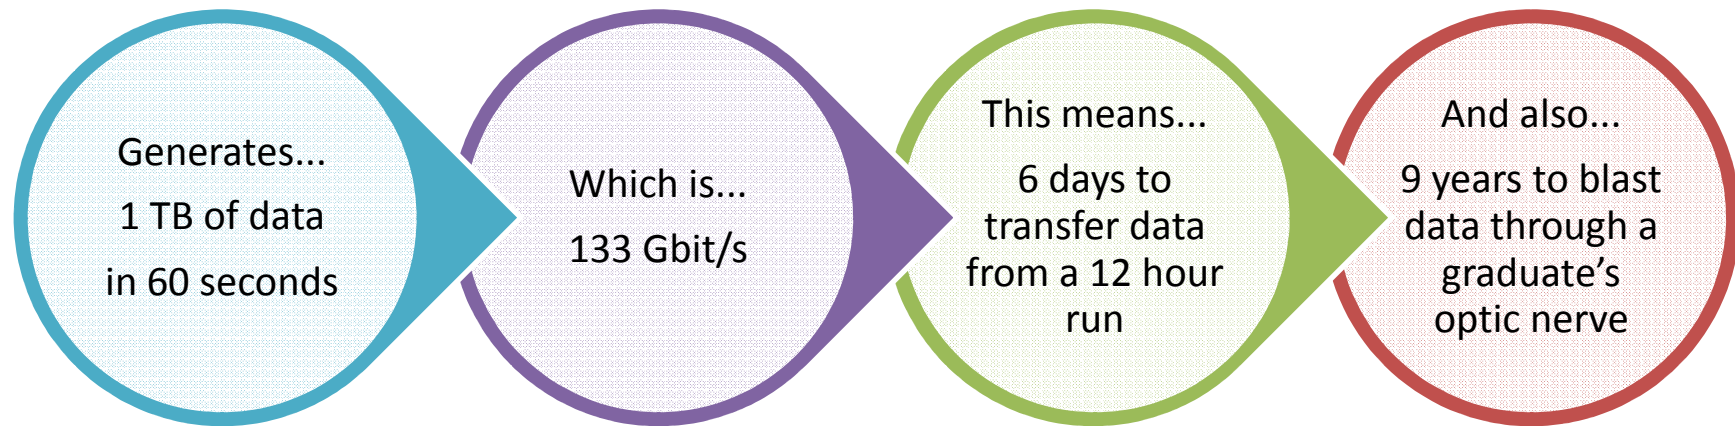 Generates...
1 TB of data
in 60 seconds
Which is...
133 Gbit/s
This means...
6 days to
transfer data
from a 12 hour
run
And also...
9 years to blast
data through a
graduate’s
optic nerve